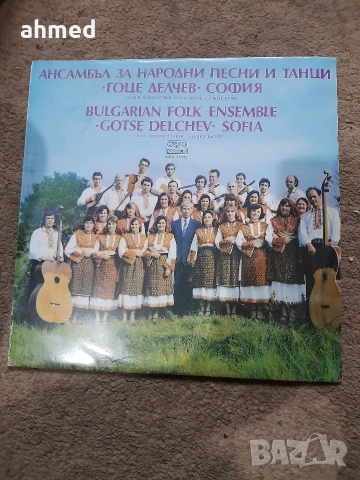 ahmed
АНСАМБЪЛ ЗА НАРОДНИ ПЕСНИ И ТАНЦИ
·ГОЦЕ ДЕЛЧЕВ· СОФИЯ
BULGARIAN FOLK ENSEMBLE
·GOTSE DELCHEV· SOFIA
BAZAR